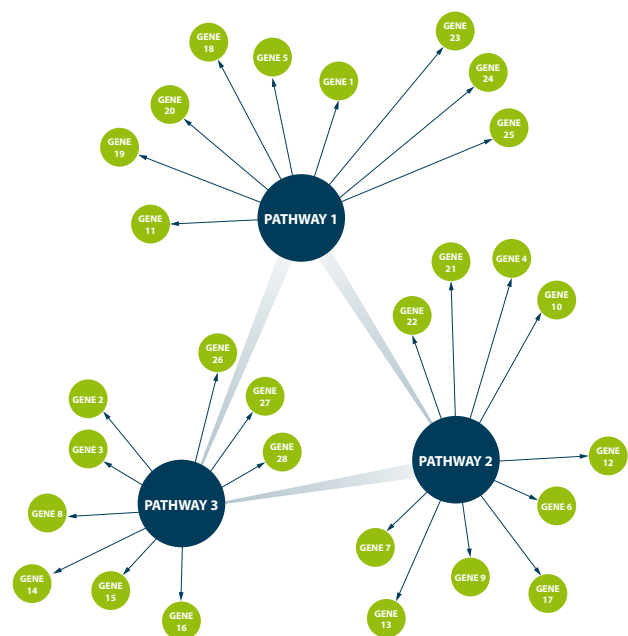 GENE
23
GENE
18
GENE 5
GENE
24
GENE 1
GENE
20
GENE
25
GENE
19
GENE
11
PATHWAY 1
GENE
21
GENE 4
GENE
10
GENE
22
GENE
26
GENE
27
GENE 2
GENE 3
GENE
28
GENE
12
PATHWAY 2
PATHWAY 3
GENE 6
GENE 8
GENE 7
GENE 9
GENE
14
GENE
15
GENE
17
GENE
13
GENE
16